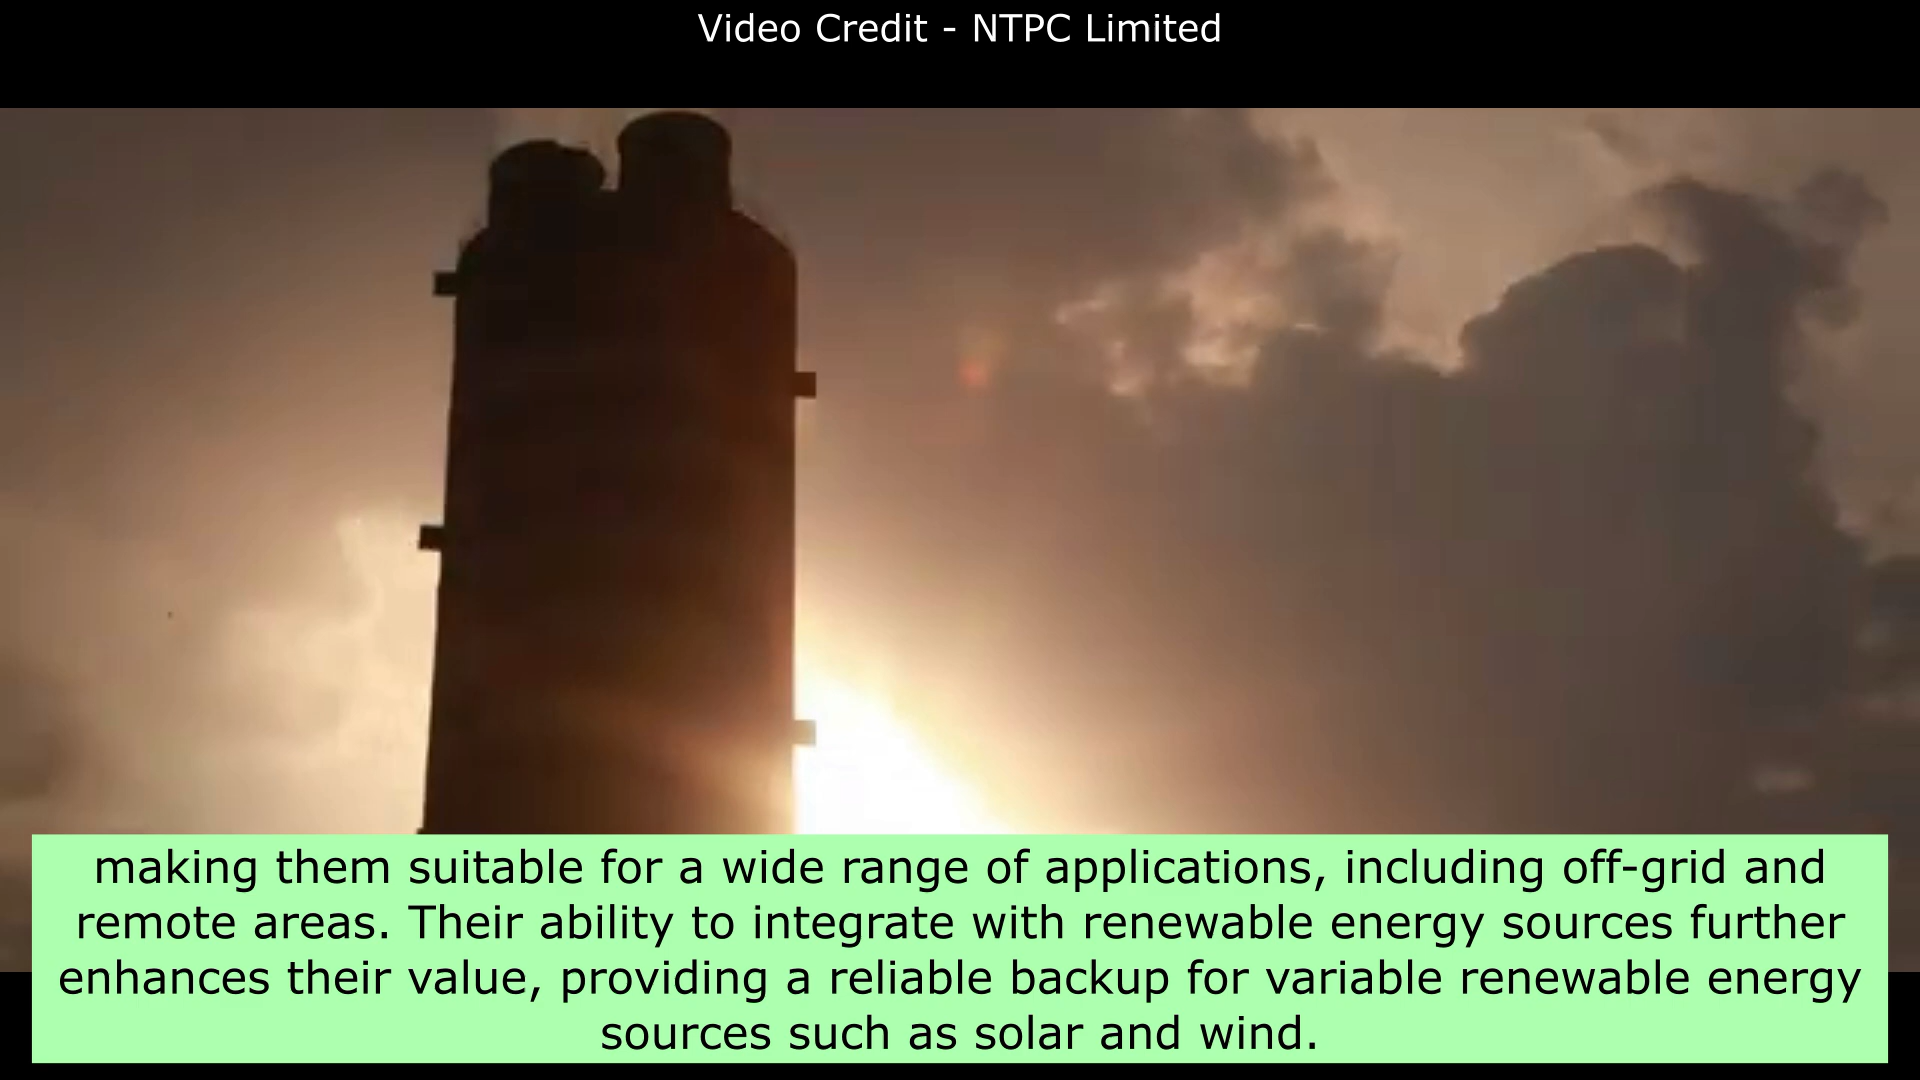 Video Credit - NTPC Limited
making them suitable for a wide range of applications, including off-grid and
remote areas. Their ability to integrate with renewable energy sources further
enhances their value, providing a reliable backup for variable renewable energy
sources such as solar and wind.